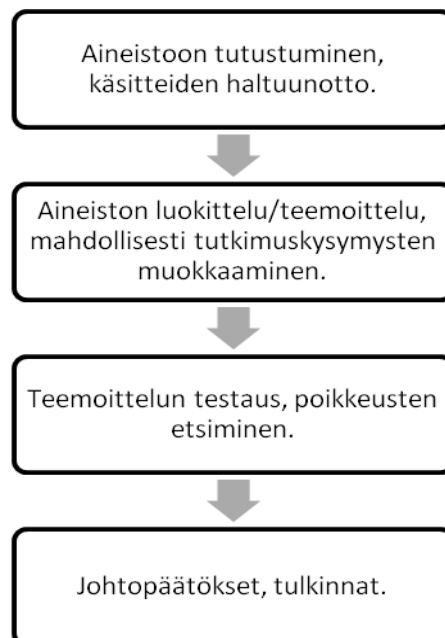 Aineistoon tutustuminen,
käsitteiden haltuunotto.
Aineiston luokittelu/teemoittelu,
mahdollisesti tutkimuskysymysten
muokkaaminen.
Teemoittelun testaus, poikkeusten
etsiminen.
Johtopäätökset, tulkinnat.